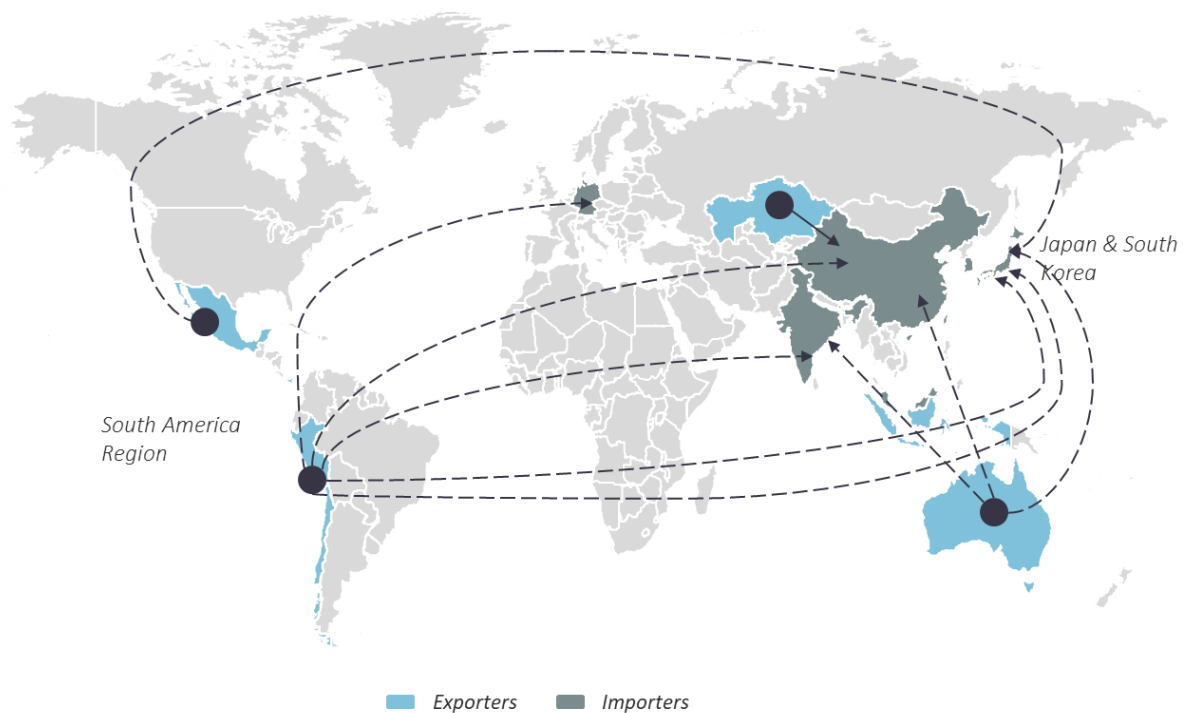 Japan & South
Korea
South America
Region
Exporters
Importers